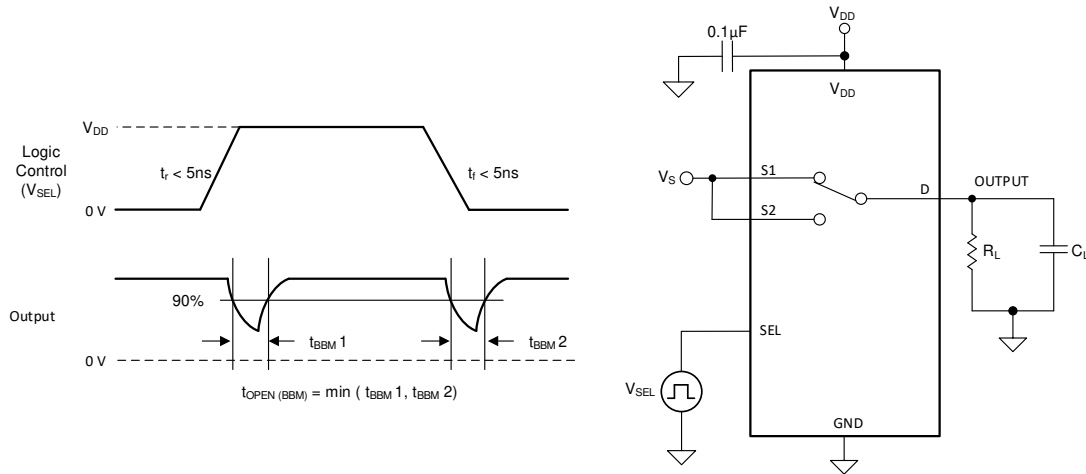 V_DD
Logic
Control
(V_SEL)
t_r < 5ns
t_f < 5ns
0 V
Output
90%
t_BBM 1
t_BBM 2
0 V
t_OPEN (BBM) = min ( t_BBM 1, t_BBM 2)
V_DD
0.1µF
V_DD
V_S
S1
S2
D
OUTPUT
R_L
C_L
SEL
V_SEL
GND